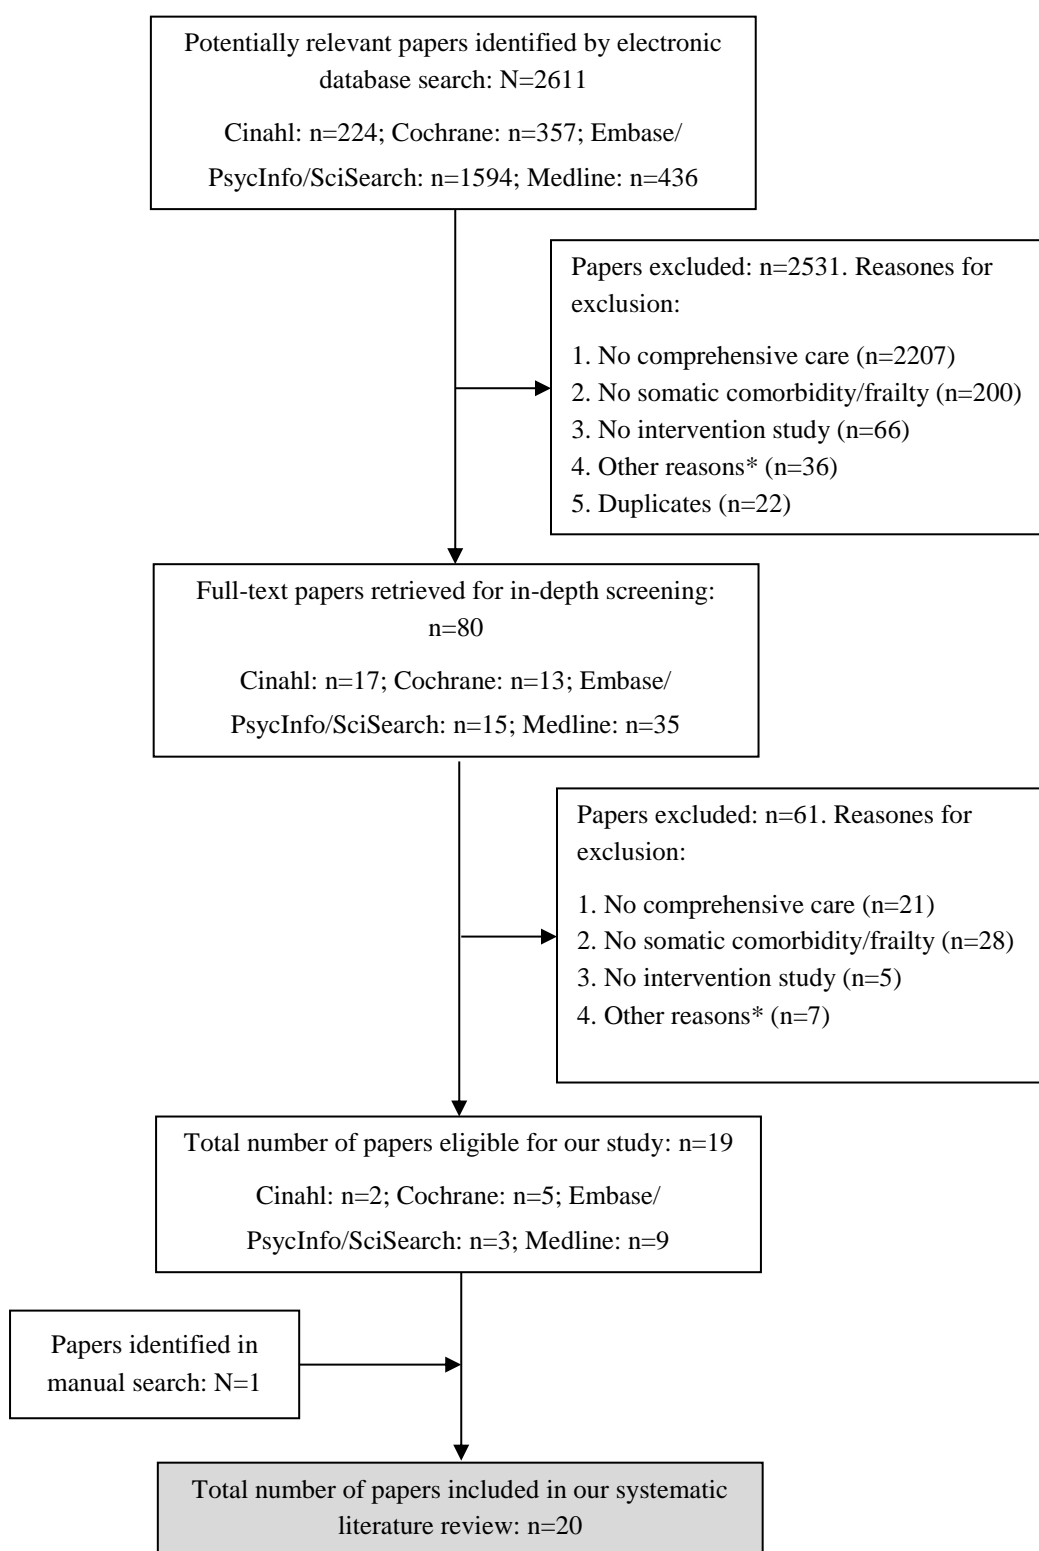 Potentially relevant papers identified by electronic
database search: N=2611
Cinahl: n=224; Cochrane: n=357; Embase/
PsycInfo/SciSearch: n=1594; Medline: n=436
Papers excluded: n=2531. Reasones for
exclusion:
1. No comprehensive care (n=2207)
2. No somatic comorbidity/frailty (n=200)
3. No intervention study (n=66)
4. Other reasons* (n=36)
5. Duplicates (n=22)
Full-text papers retrieved for in-depth screening:
n=80
Cinahl: n=17; Cochrane: n=13; Embase/
PsycInfo/SciSearch: n=15; Medline: n=35
Papers excluded: n=61. Reasones for
exclusion:
1. No comprehensive care (n=21)
2. No somatic comorbidity/frailty (n=28)
3. No intervention study (n=5)
4. Other reasons* (n=7)
Total number of papers eligible for our study: n=19
Cinahl: n=2; Cochrane: n=5; Embase/
PsycInfo/SciSearch: n=3; Medline: n=9
Papers identified in
manual search: N=1
Total number of papers included in our systematic
literature review: n=20